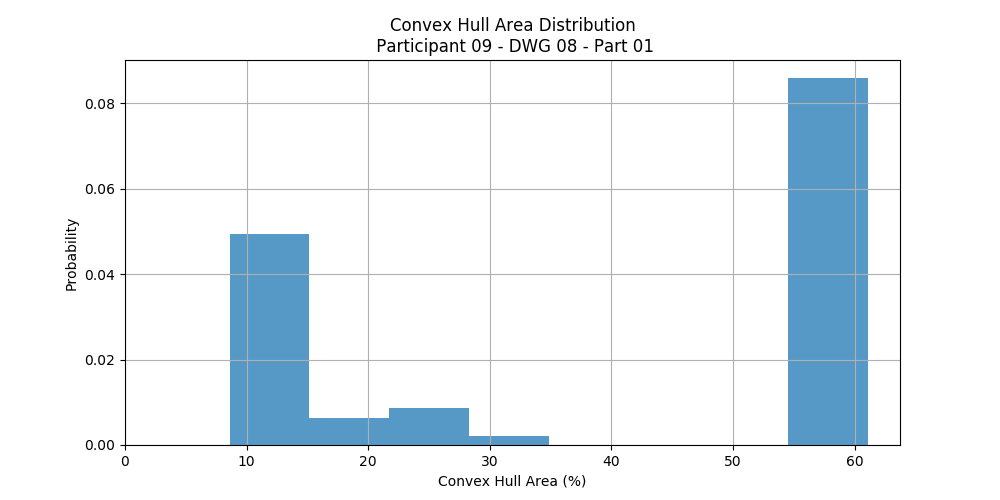 Convex Hull Area Distribution
Participant 09 - DWG 08 - Part 01
Probability
0.08
0.06
0.04
0.02
0.00
0 10 20 30 40 50 60
Convex Hull Area (%)